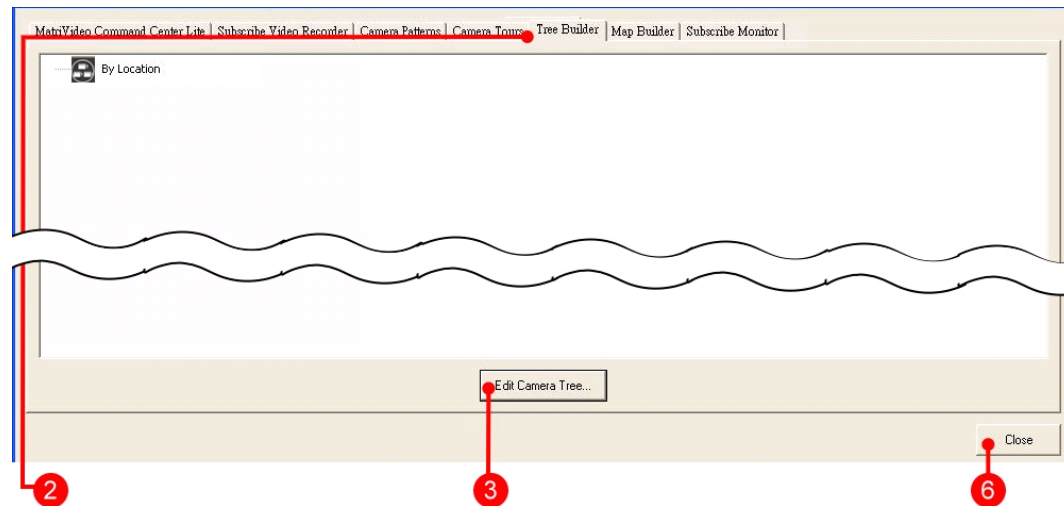 MatriVideo Command Center Lite Subscribe Video Recorder Camera Patterns Camera Tours Tree Builder Map Builder Subscribe Monitor
By Location
Edit Camera Tree...
Close
2 3 6